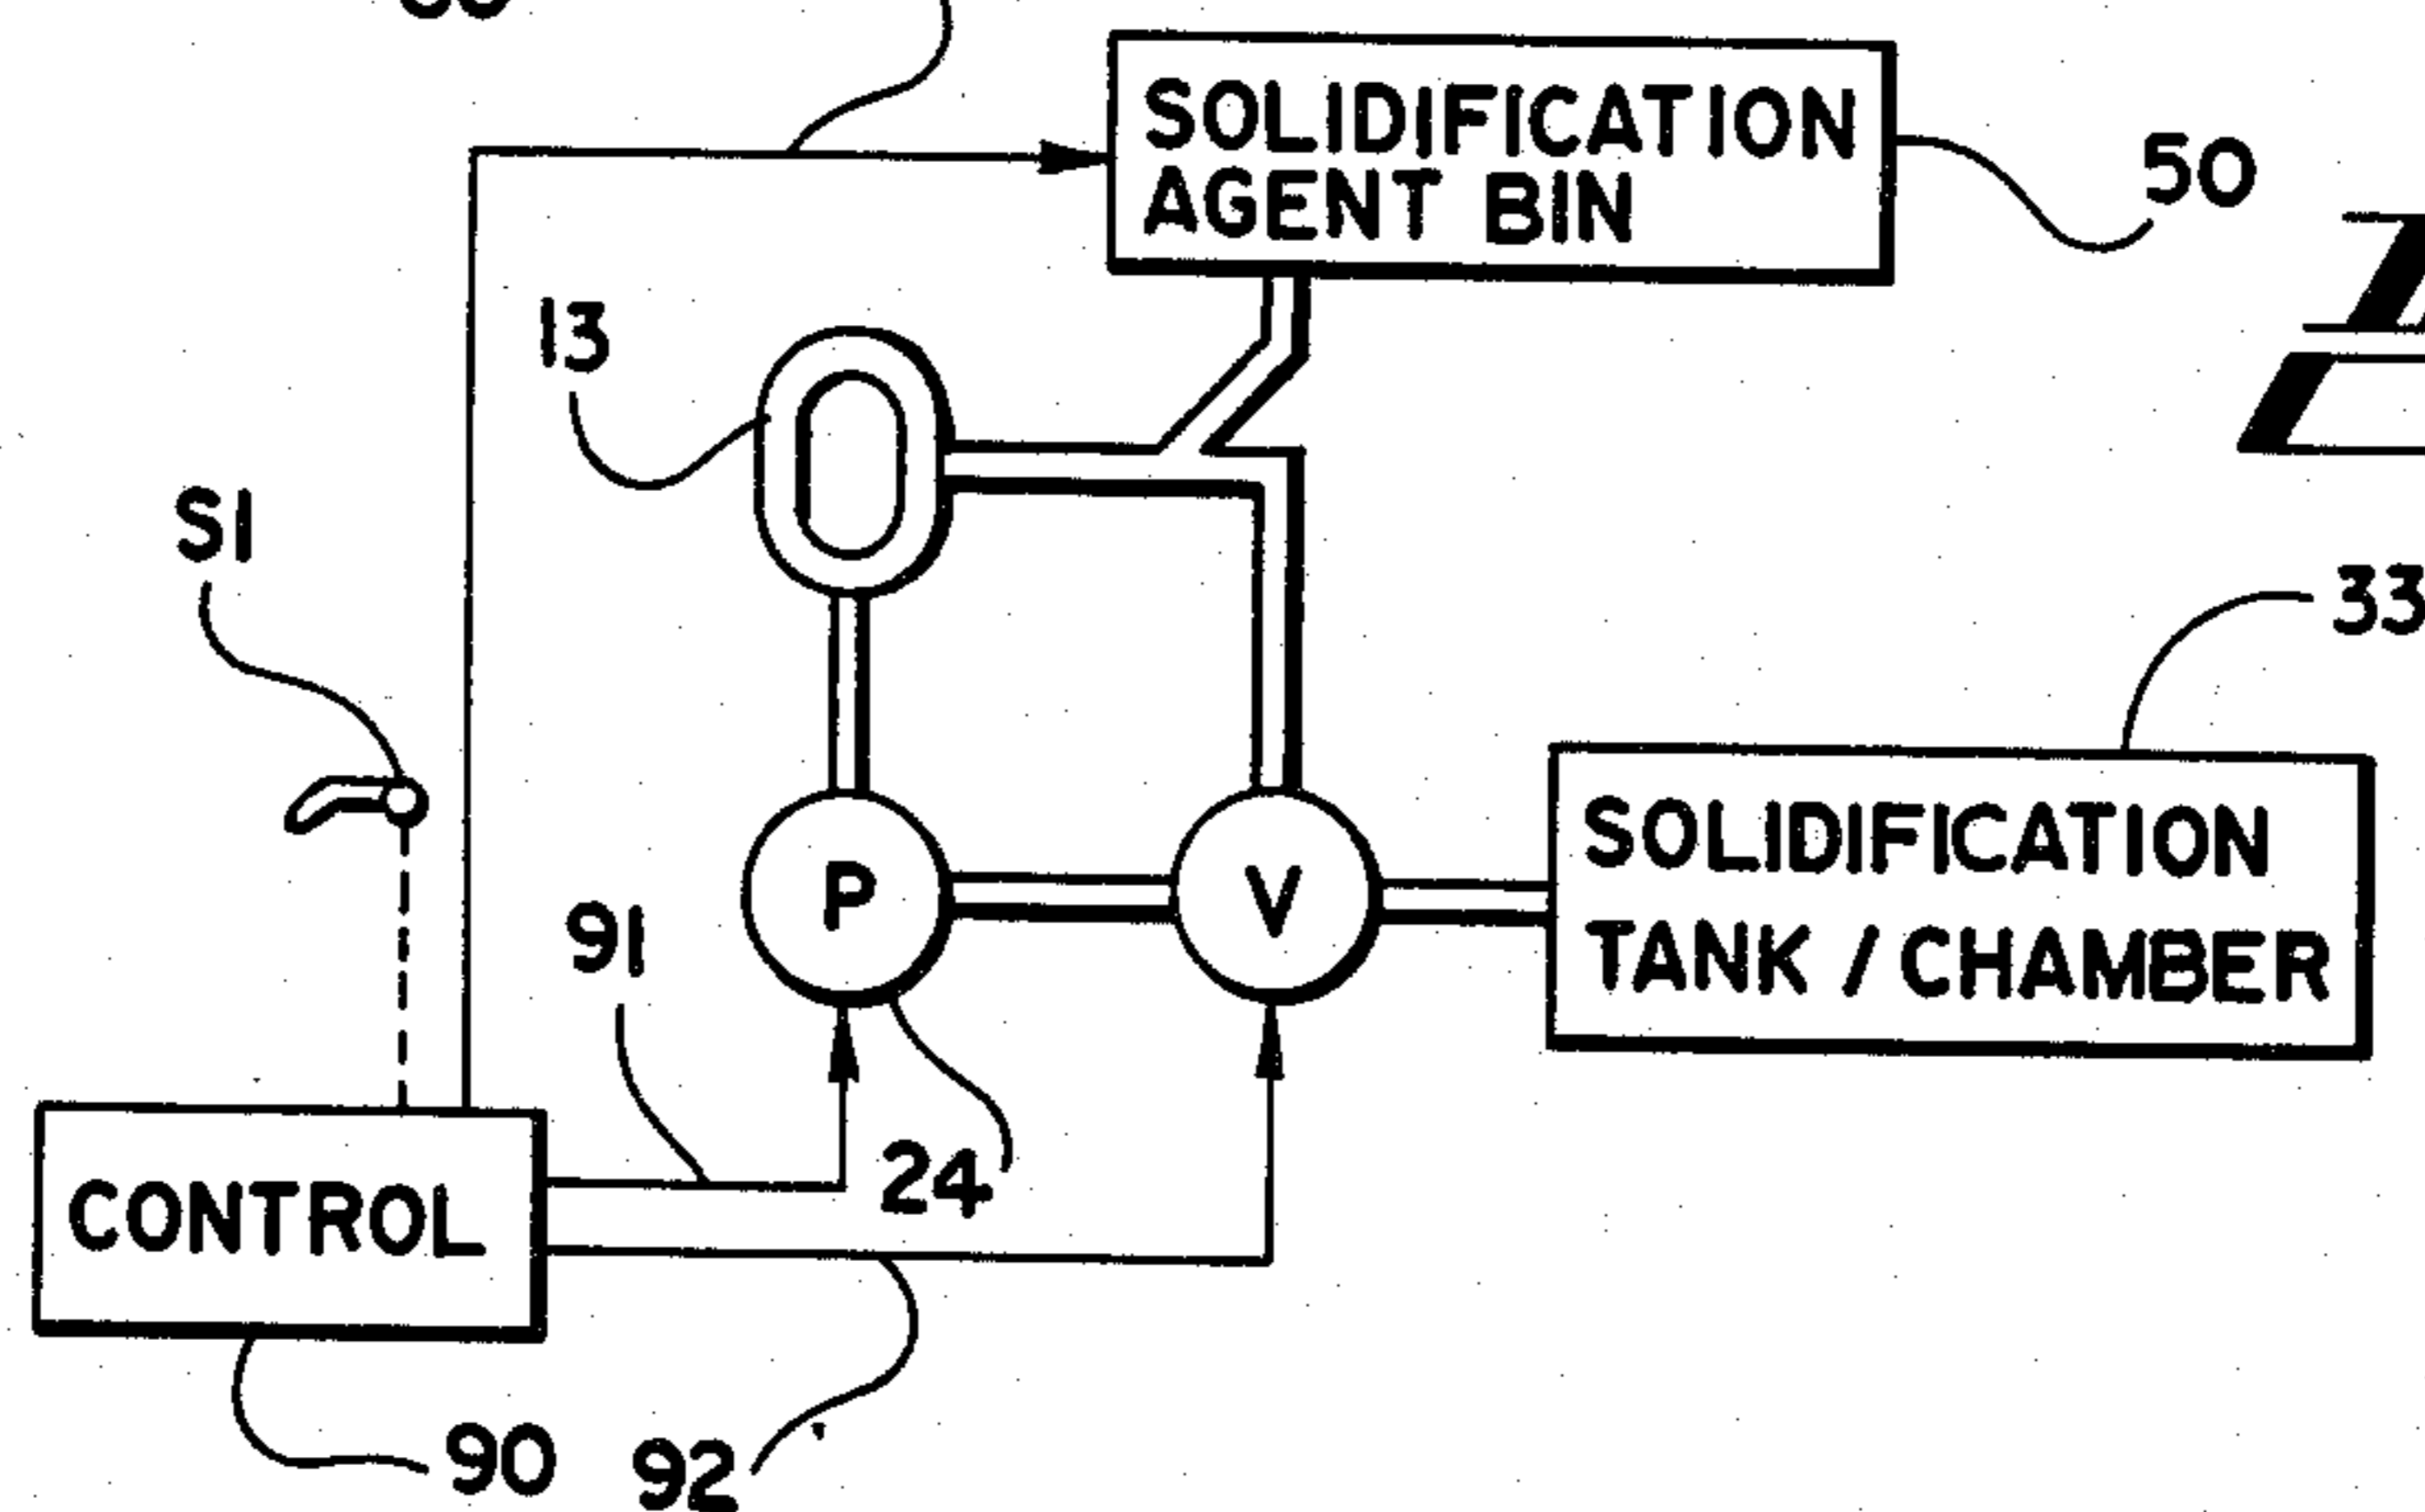 SOLIDIFICATION
AGENT BIN
50
13
S1
33
SOLIDIFICATION
TANK / CHAMBER
P
V
91
24
CONTROL
90
92